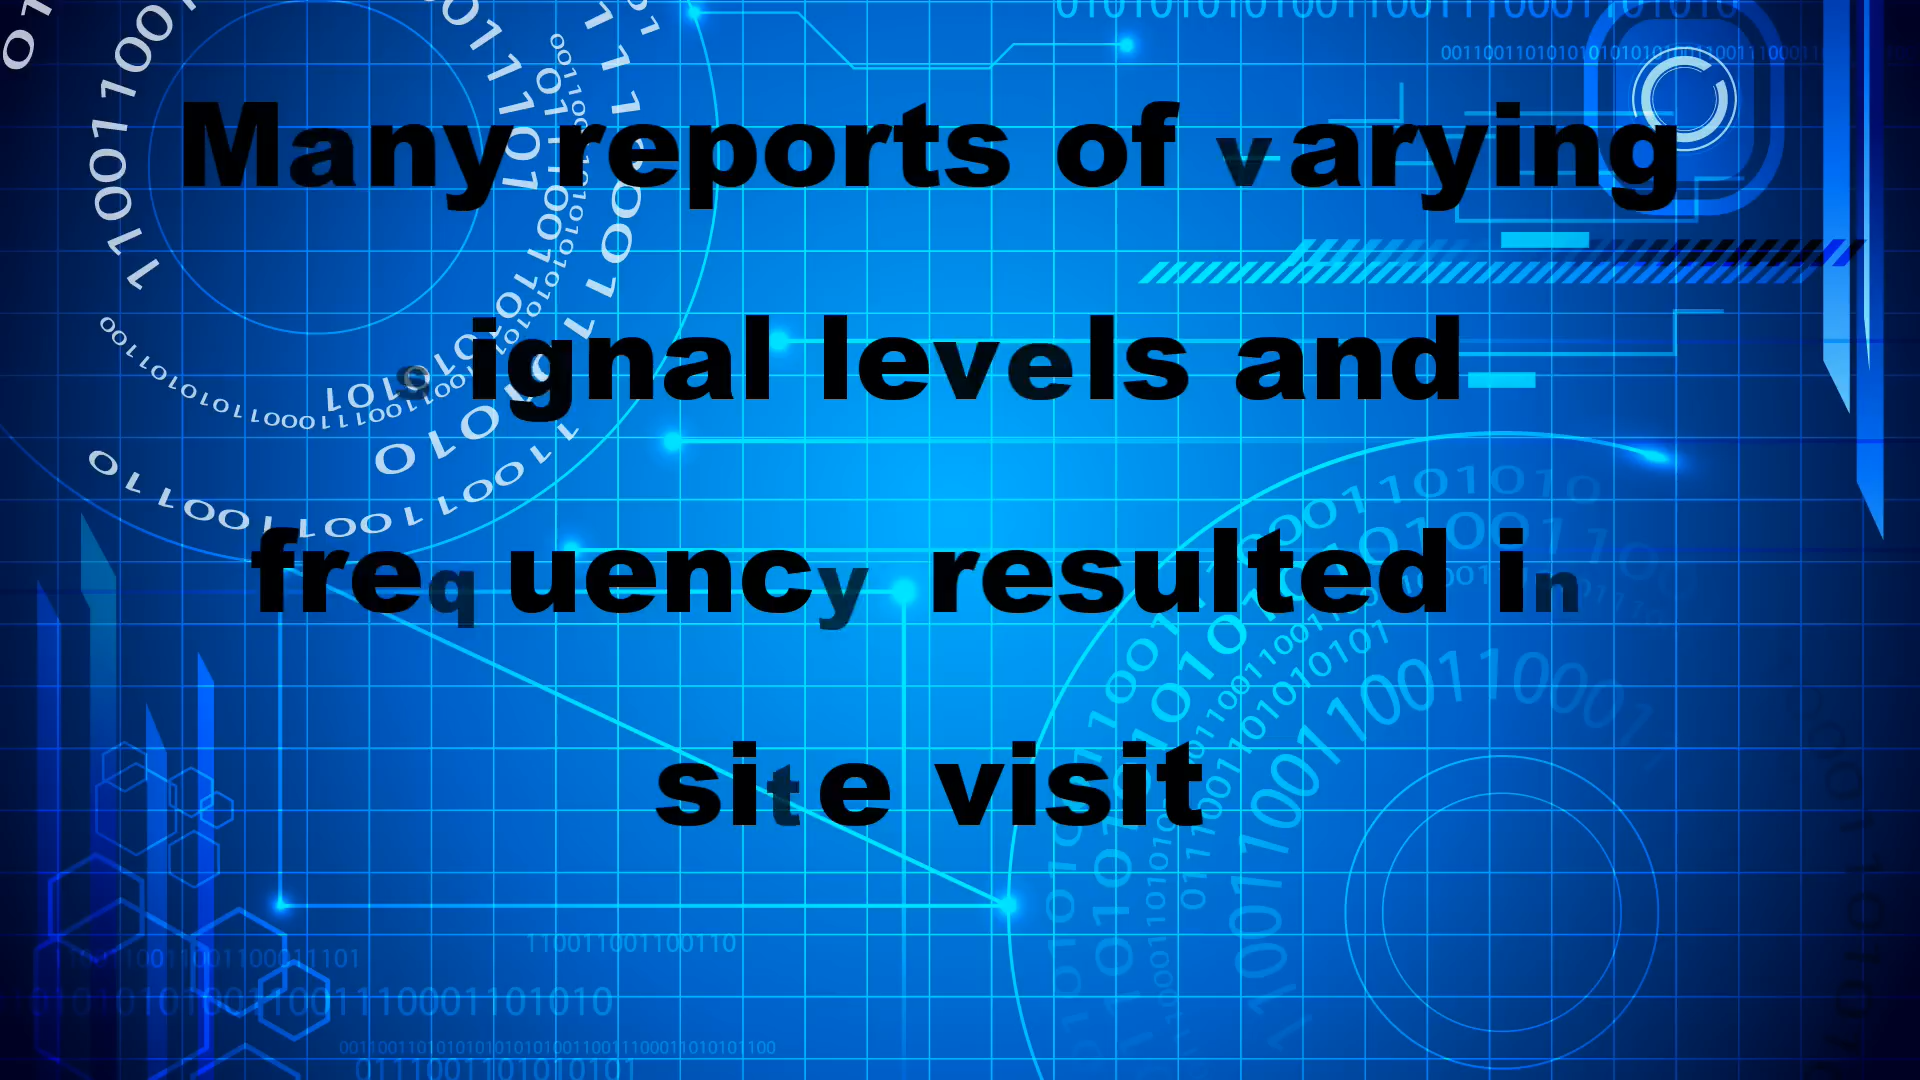 Many reports of varying
signal levels and
frequency resulted in
site visit